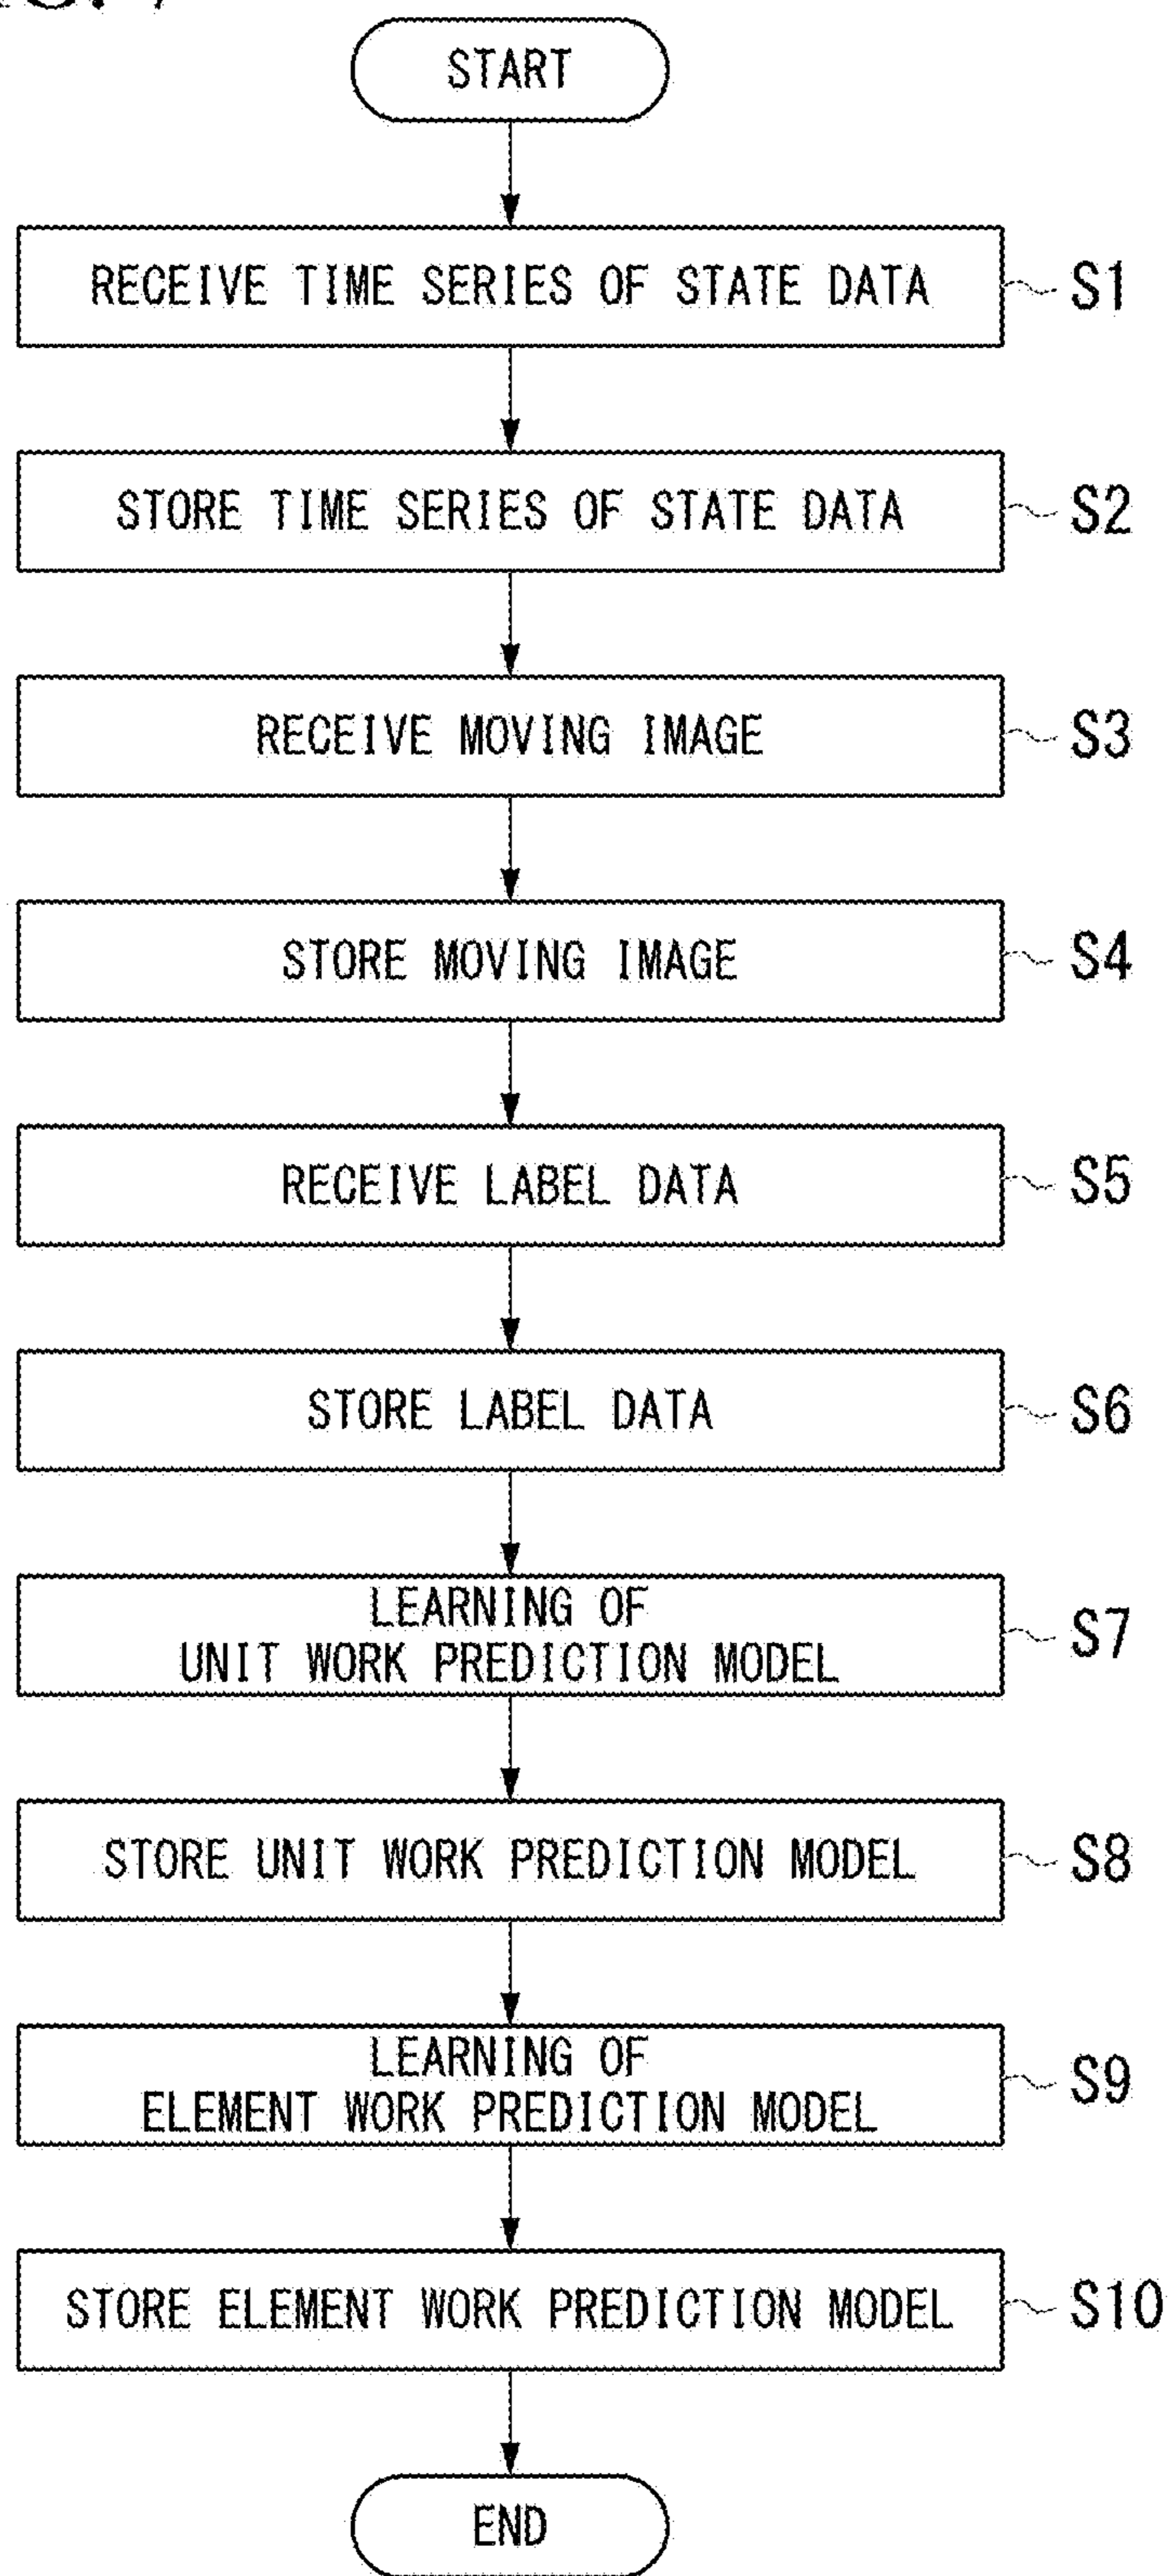 START
RECEIVE TIME SERIES OF STATE DATA
S1
STORE TIME SERIES OF STATE DATA
S2
RECEIVE MOVING IMAGE
S3
STORE MOVING IMAGE
S4
RECEIVE LABEL DATA
S5
STORE LABEL DATA
S6
LEARNING OF
UNIT WORK PREDICTION MODEL
S7
STORE UNIT WORK PREDICTION MODEL
S8
LEARNING OF
ELEMENT WORK PREDICTION MODEL
S9
STORE ELEMENT WORK PREDICTION MODEL
S10
END